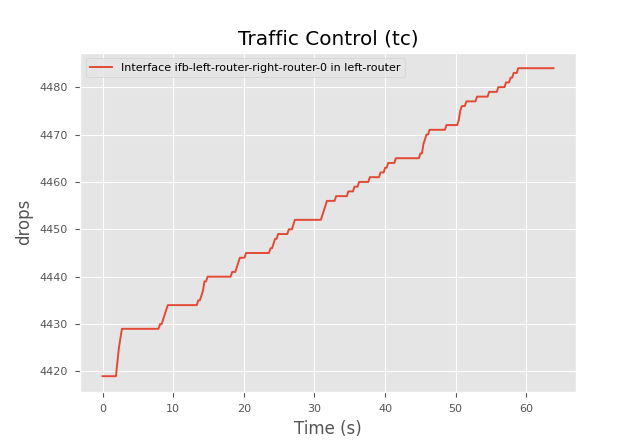 Traffic Control (tc)
Interface ifb-left-router-right-router-0 in left-router
4480
4470
4460
4450
4440
4430
4420
drops
0 10 20 30 40 50 60
Time (s)